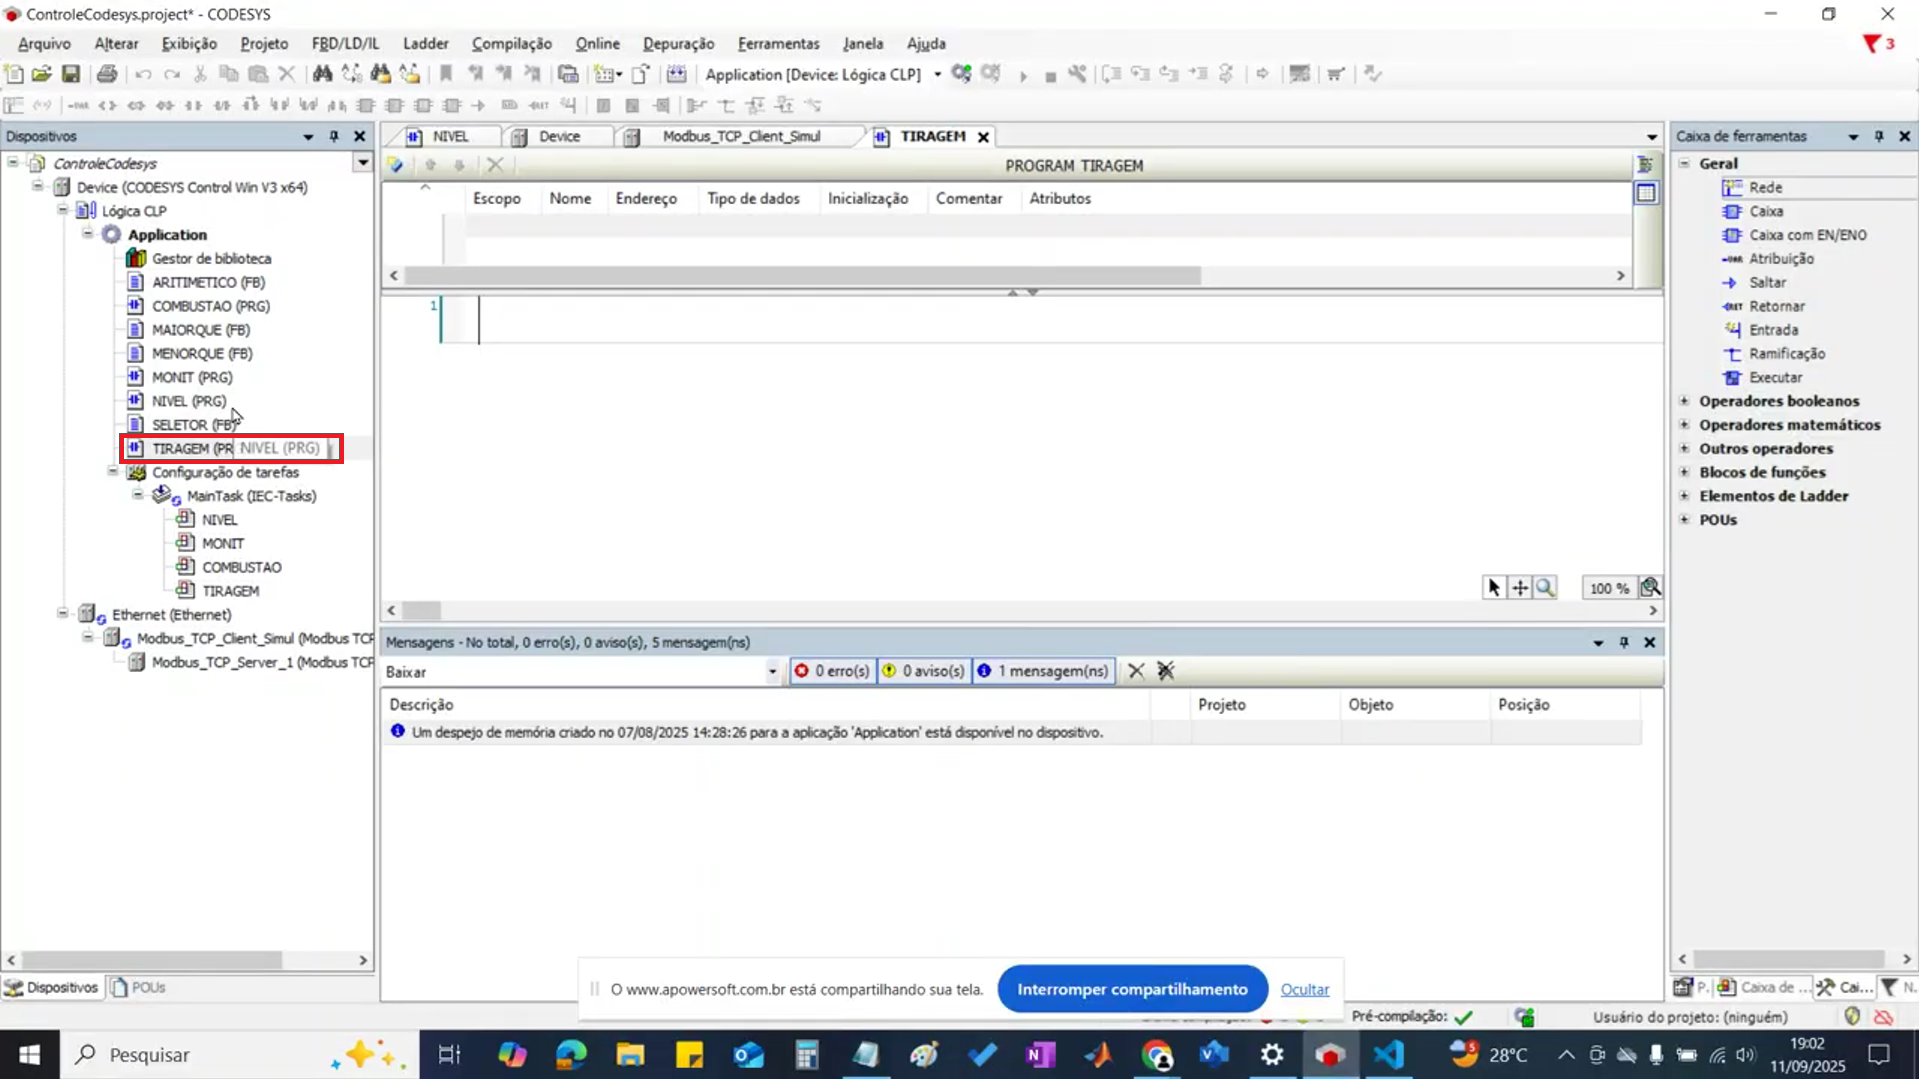 ControleCodesys.project* - CODESYS
Arquivo Alterar Exibição Projeto FBD/LD/IL Ladder Compilação Online Depuração Ferramentas Janela Ajuda
3
Application [Device: Lógica CLP]
Dispositivos
ControleCodesys
Device (CODESYS Control Win V3 x64)
Lógica CLP
Application
Gestor de biblioteca
ARITIMETICO (FB)
COMBUSTAO (PRG)
MAIORQUE (FB)
MENORQUE (FB)
MONIT (PRG)
NIVEL (PRG)
SELETOR (FB)
TIRAGEM (PR NIVEL (PRG)
Configuração de tarefas
MainTask (IEC-Tasks)
NIVEL
MONIT
COMBUSTAO
TIRAGEM
Ethernet (Ethernet)
Modbus_TCP_Client_Simul (Modbus TCP
Modbus_TCP_Server_1 (Modbus TCP
Dispositivos POUs
NIVEL Device Modbus_TCP_Client_Simul TIRAGEM
PROGRAM TIRAGEM
Escopo Nome Endereço Tipo de dados Inicialização Comentar Atributos
1
100 %
Mensagens - No total, 0 erro(s), 0 aviso(s), 5 mensagem(ns)
Baixar 0 erro(s) 0 aviso(s) 1 mensagem(ns)
Descrição Projeto Objeto Posição
Um despejo de memória criado no 07/08/2025 14:28:26 para a aplicação 'Application' está disponível no dispositivo.
Caixa de ferramentas
Geral
Rede
Caixa
Caixa com EN/ENO
Atribuição
Saltar
Retornar
Entrada
Ramificação
Executar
Operadores booleanos
Operadores matemáticos
Outros operadores
Blocos de funções
Elementos de Ladder
POUs
P... Caixa de ... Cai... N...
O www.apowersoft.com.br está compartilhando sua tela. Interromper compartilhamento Ocultar
Pré-compilação: Usuário do projeto: (ninguém)
Pesquisar
28°C
19:02
11/09/2025